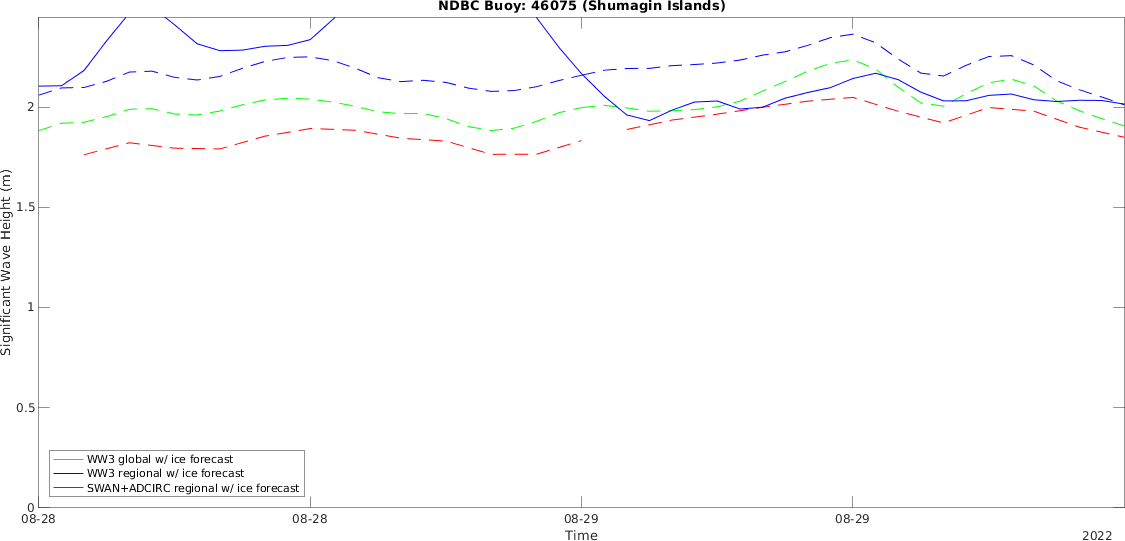 NDBC Buoy: 46075 (Shumagin Islands)
Significant Wave Height (m)
2
1.5
1
0.5
0
WW3 global w/ ice forecast
WW3 regional w/ ice forecast
SWAN+ADCIRC regional w/ ice forecast
08-28
08-28
08-29
08-29
Time
2022